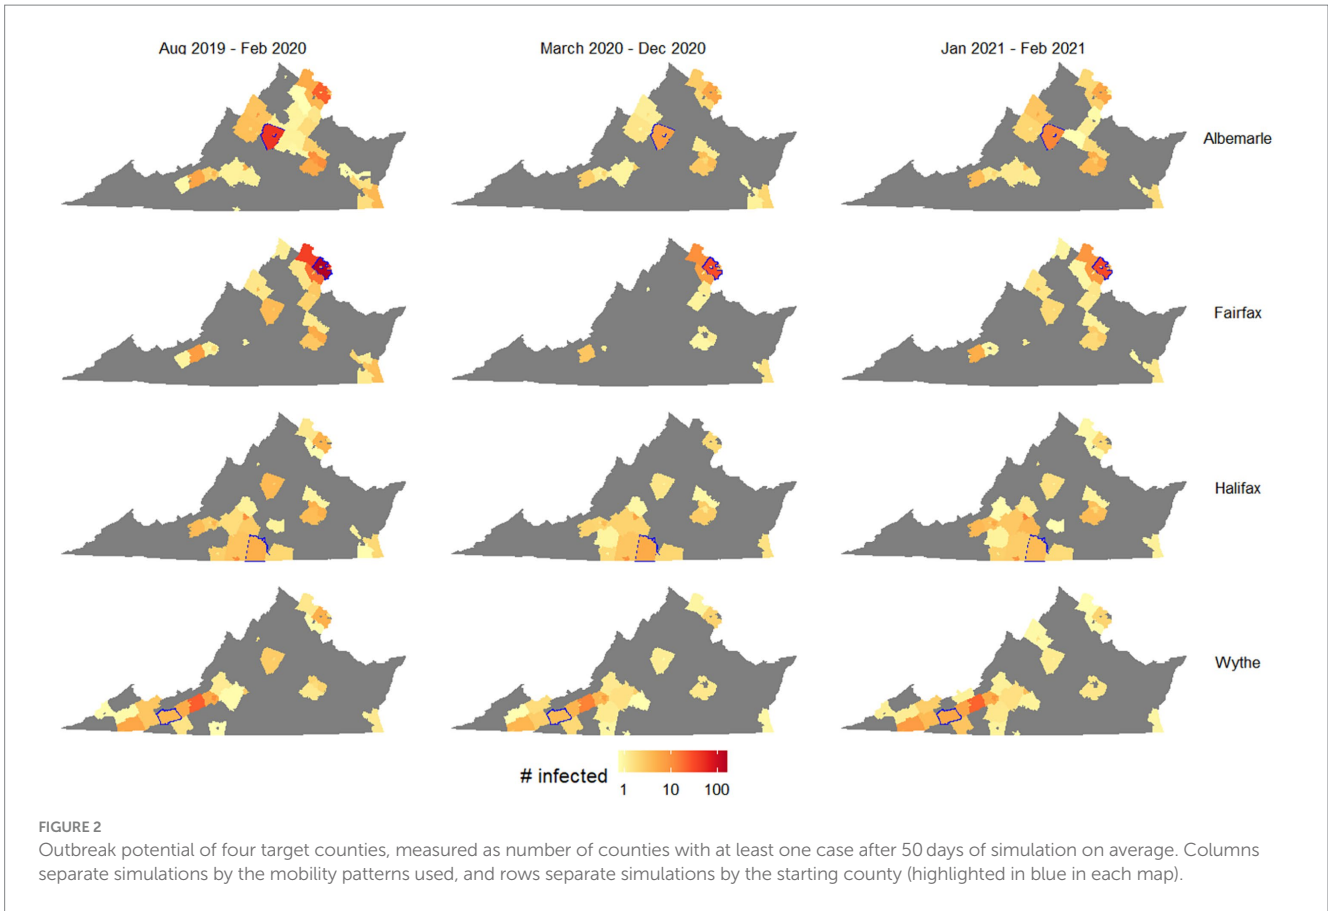 Aug 2019 - Feb 2020
March 2020 - Dec 2020
Jan 2021 - Feb 2021
Albemarle
Fairfax
Halifax
Wythe
# infected
1 10 100
FIGURE 2
Outbreak potential of four target counties, measured as number of counties with at least one case after 50 days of simulation on average. Columns
separate simulations by the mobility patterns used, and rows separate simulations by the starting county (highlighted in blue in each map).